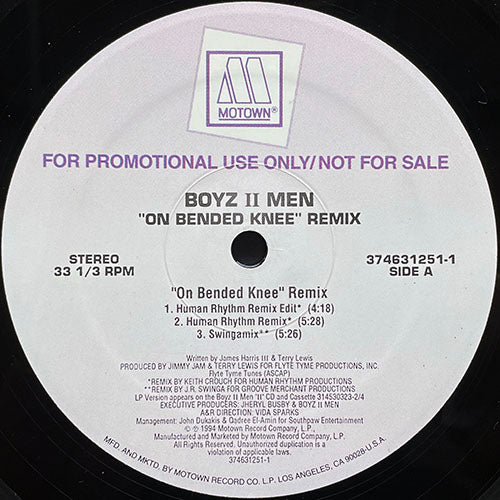 M
MOTOWN®
FOR PROMOTIONAL USE ONLY/NOT FOR SALE
BOYZ II MEN
"ON BENDED KNEE" REMIX
STEREO
33 1/3 RPM
374631251-1
SIDE A
"On Bended Knee" Remix
1. Human Rhythm Remix Edit* (4:18)
2. Human Rhythm Remix* (5:28)
3. Swingamix** (5:26)
Written by James Harris III & Terry Lewis
PRODUCED BY JIMMY JAM & TERRY LEWIS FOR FLYTE TYME PRODUCTIONS, INC.
Flyte Tyme Tunes (ASCAP)
*REMIX BY KEITH CROUCH FOR HUMAN RHYTHM PRODUCTIONS
**REMIX BY J.R. SWINGA FOR GROOVE MERCHANT PRODUCTIONS
LP Version appears on the Boyz II Men "II" CD and Cassette 314530323-2/4
EXECUTIVE PRODUCERS: JHERYL BUSBY & BOYZ II MEN
A&R DIRECTION: VIDA SPARKS
Management: John Dukakis & Qadree El-Amin for Southpaw Entertainment
℗ © 1994 Motown Record Company, L.P.,
Manufactured and Marketed by Motown Record Company, L.P.
All Rights Reserved. Unauthorized duplication is a
violation of applicable laws.
374631251-1
MFD. AND MKTD. BY MOTOWN RECORD CO. L.P. LOS ANGELES, CA 90028-U.S.A.